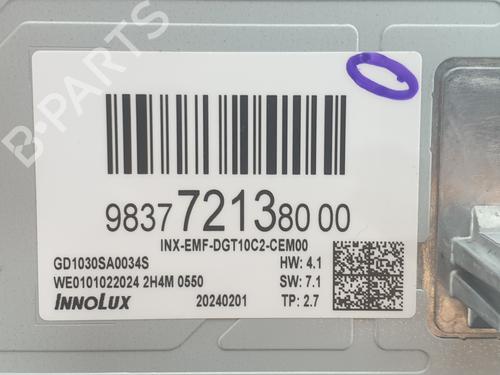 B-PARTS
98377213800 00
INX-EMF-DGT10C2-CEM00
GD1030SA0034S HW: 4.1
WE0101022024 2H4M 0550 SW: 7.1
INNOLUX 20240201 TP: 2.7